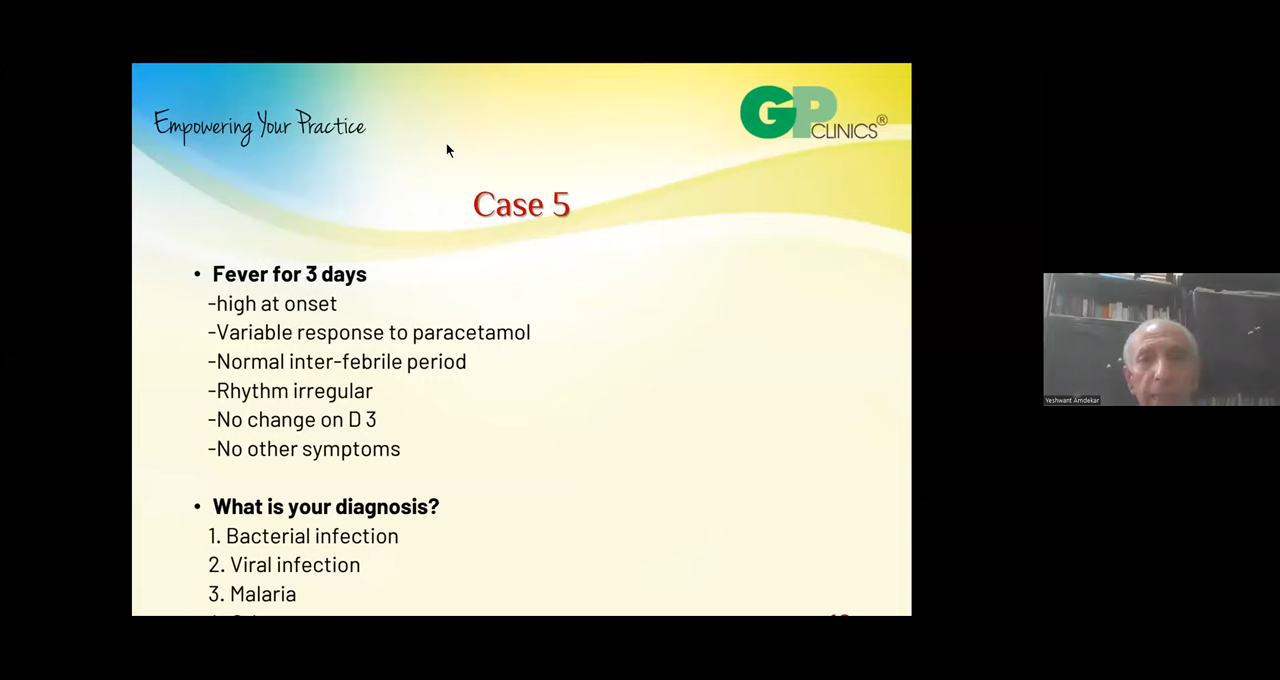 Empowering Your Practice
GP CLINICS®
Case 5
• Fever for 3 days
-high at onset
-Variable response to paracetamol
-Normal inter-febrile period
-Rhythm irregular
-No change on D 3
-No other symptoms
• What is your diagnosis?
1. Bacterial infection
2. Viral infection
3. Malaria
Yeshwant Amdekar